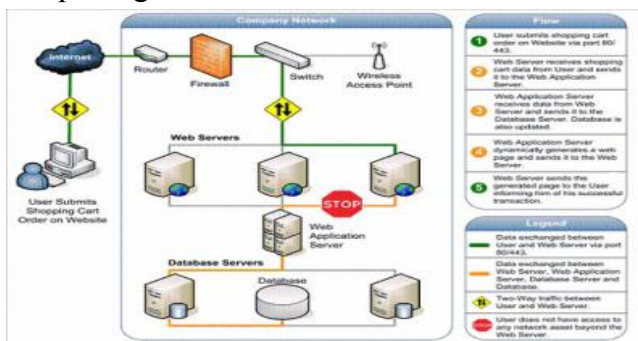 Company Network
Internet
Router
Firewall
Switch
Wireless
Access Point
Web Servers
User Submits
Shopping Cart
Order on Website
STOP
Web
Application
Server
Database Servers
Database
Flow
1 User submits shopping cart
order on Website via port 80/
443.
2 Web Server receives shopping
cart data from User and sends
it to the Web Application
Server.
3 Web Application Server
receives data from Web
Server and sends it to the
Database Server. Database is
also updated.
4 Web Application Server
dynamically generates a web
page and sends it to the Web
Server.
5 Web Server sends the
generated page to the User
informing him of his successful
transaction.
Legend
Data exchanged between
User and Web Server via port
80/443.
Data exchanged between
Web Server, Web Application
Server, Database Server and
Database.
Two-Way traffic between
User and Web Server.
STOP User does not have access to
any network asset beyond the
Web Server.